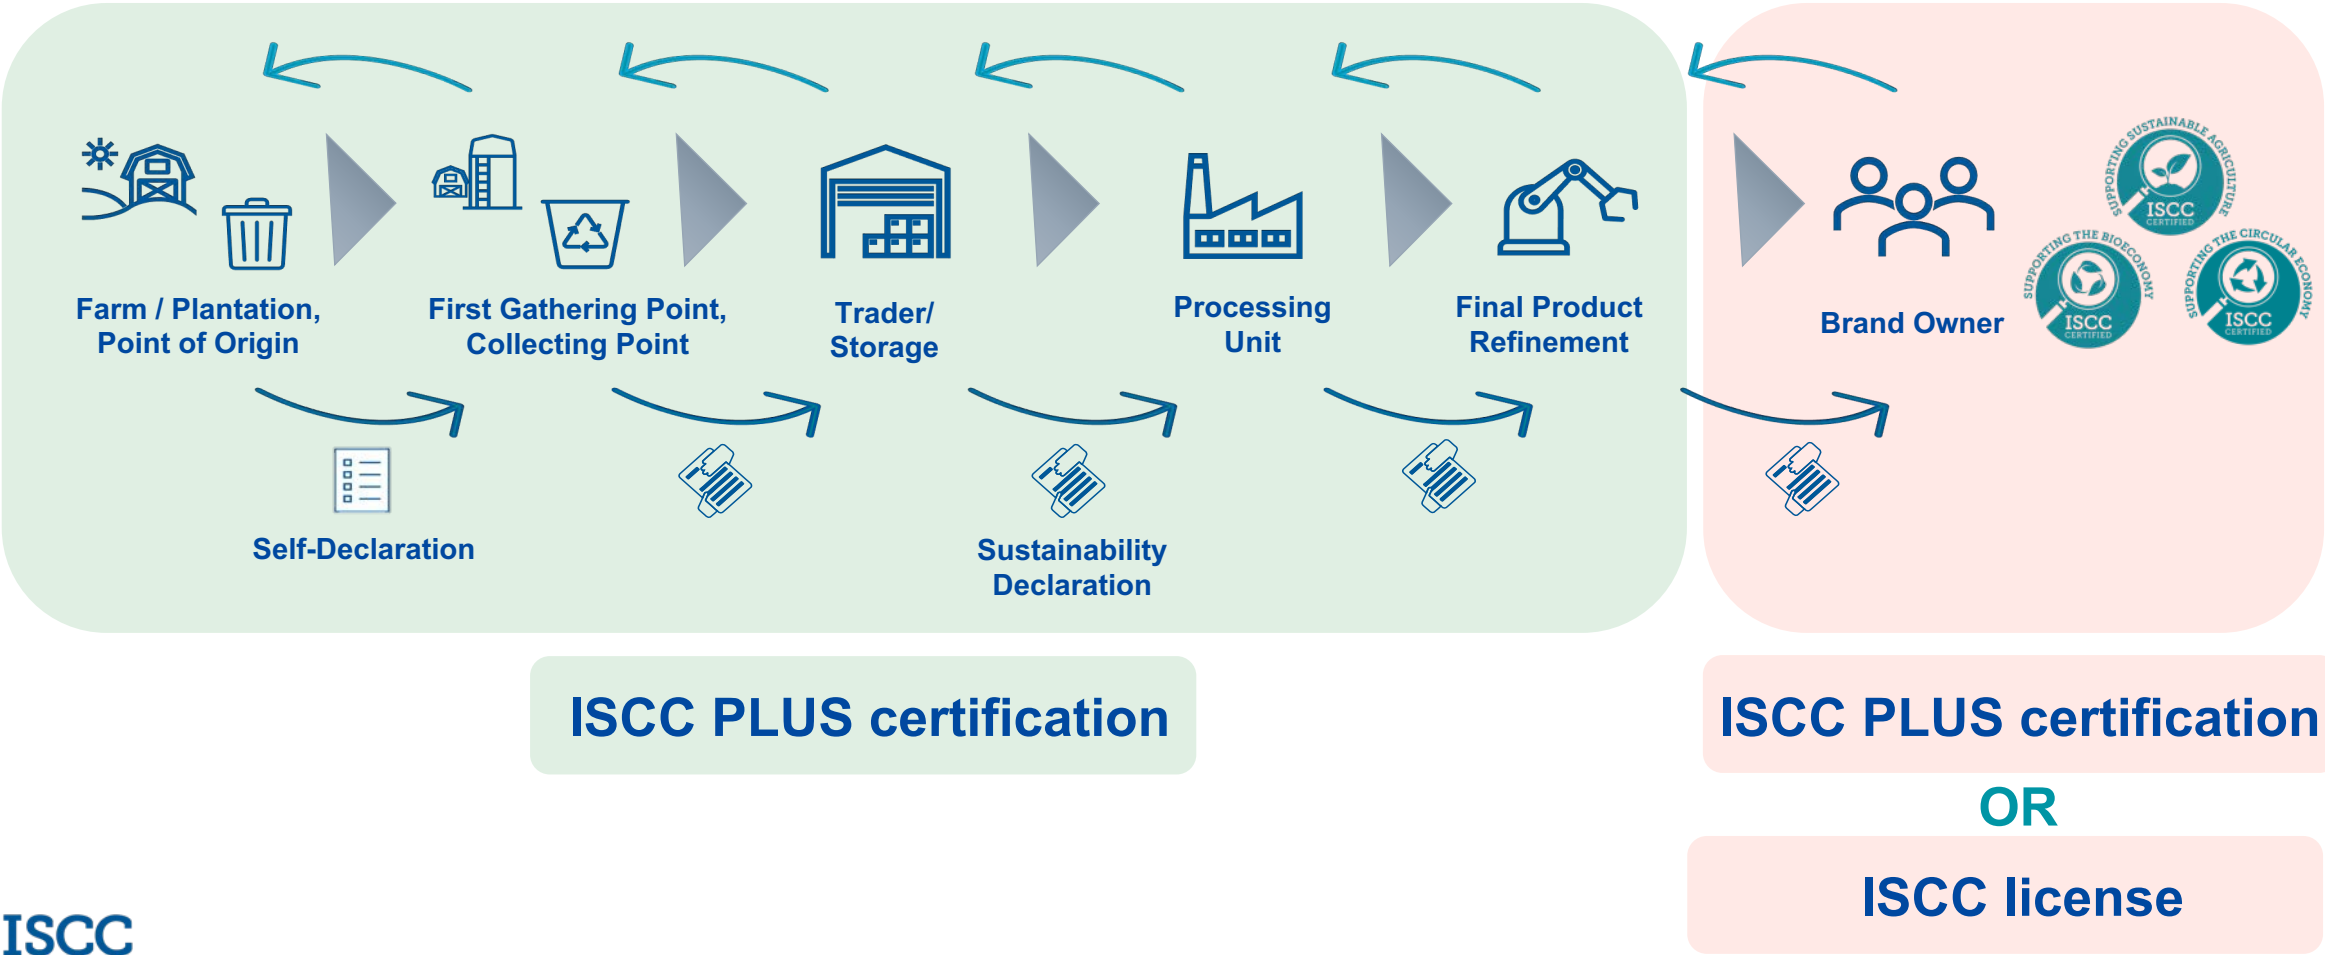 Farm / Plantation,
Point of Origin
First Gathering Point,
Collecting Point
Trader/
Storage
Processing
Unit
Final Product
Refinement
Brand Owner
SUPPORTING SUSTAINABLE AGRICULTURE
ISCC
CERTIFIED
SUPPORTING THE BIOECONOMY
ISCC
CERTIFIED
SUPPORTING THE CIRCULAR ECONOMY
ISCC
CERTIFIED
Self-Declaration
Sustainability
Declaration
ISCC PLUS certification
ISCC PLUS certification
OR
ISCC license
ISCC